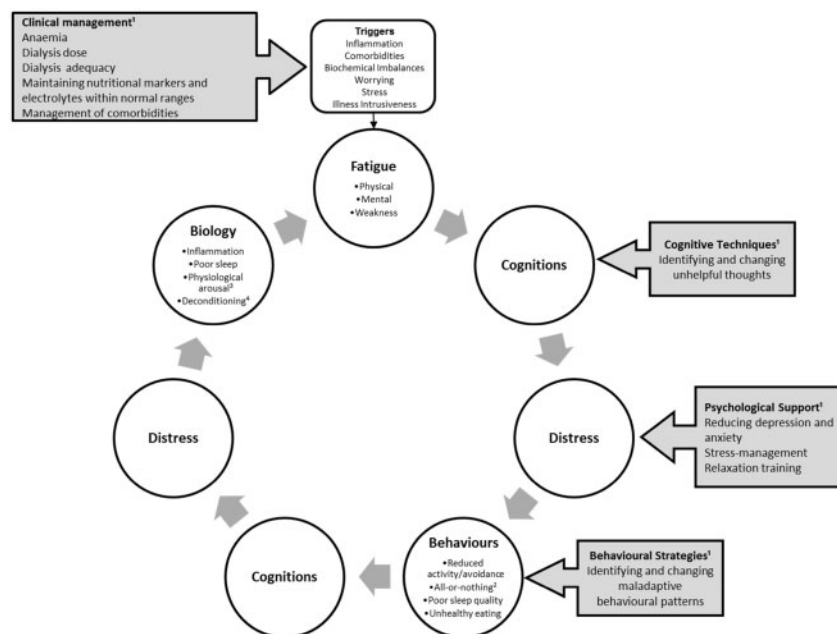 Clinical management¹
Anaemia
Dialysis dose
Dialysis adequacy
Maintaining nutritional markers and
electrolytes within normal ranges
Management of comorbidities
Triggers
Inflammation
Comorbidities
Biochemical Imbalances
Worrying
Stress
Illness Intrusiveness
Fatigue
•Physical
•Mental
•Weakness
Cognitions
Cognitive Techniques¹
Identifying and changing
unhelpful thoughts
Distress
Psychological Support¹
Reducing depression and
anxiety
Stress-management
Relaxation training
Behaviours
•Reduced
activity/avoidance
•All-or-nothing²
•Poor sleep quality
•Unhealthy eating
Behavioural Strategies¹
Identifying and changing
maladaptive
behavioural patterns
Cognitions
Distress
Biology
•Inflammation
•Poor sleep
•Physiological
arousal³
•Deconditioning⁴